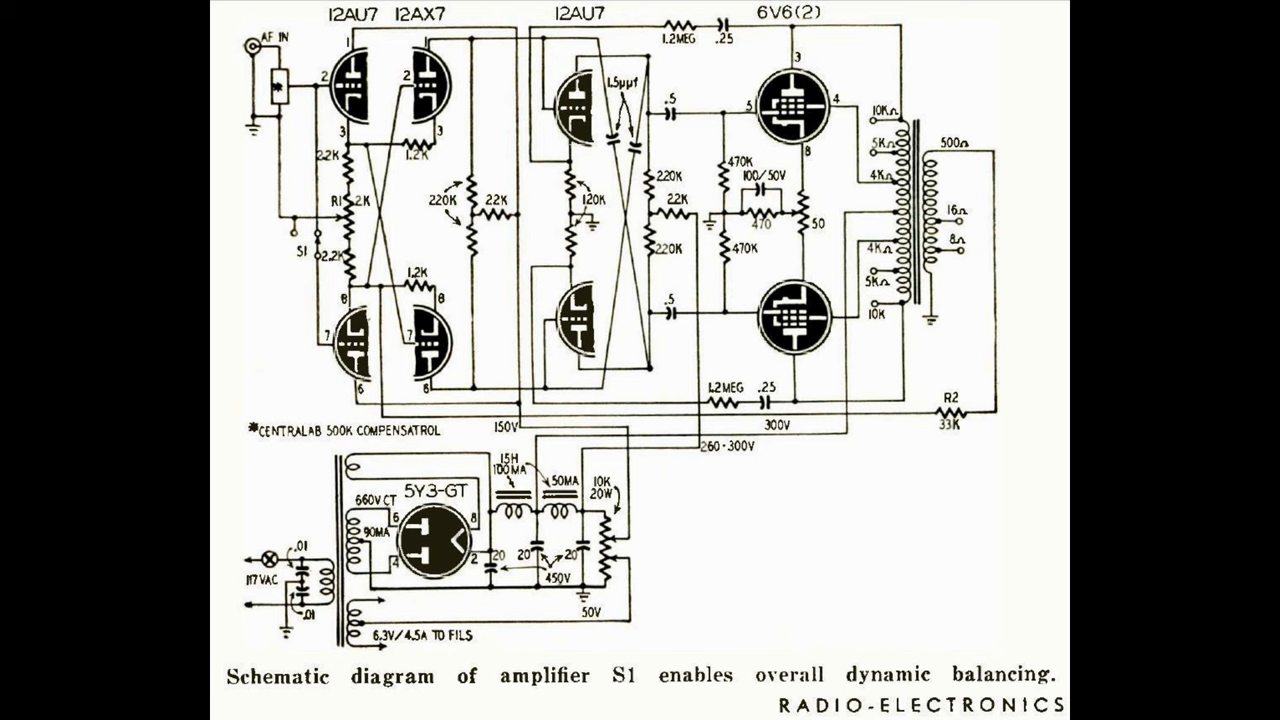 12AU7 12AX7 12AU7 6V6(2)
AF IN
1 1 1.2MEG .25
3
2 2 1.5µµf
*
.5 5 4
10KΩ
3 3
8
5KΩ 500Ω
2.2K 1.2K
470K
100/50V
4KΩ
220K
R1 2K 220K 22K 120K 22K
16Ω
470 50
S1 2.2K 220K 470K 4KΩ 8Ω
1.2K
5KΩ
8 8 .5
10K
7 7
6 6
1.2MEG .25
R2
*CENTRALAB 500K COMPENSATROL 150V 300V 33K
260-300V
15H
100MA 50MA 10K
20W
5Y3-GT
660V CT
6 8
90MA
.01 4 2 20 20 20
117VAC 450V
.01 50V
6.3V/4.5A TO FILS
Schematic diagram of amplifier S1 enables overall dynamic balancing.
RADIO-ELECTRONICS